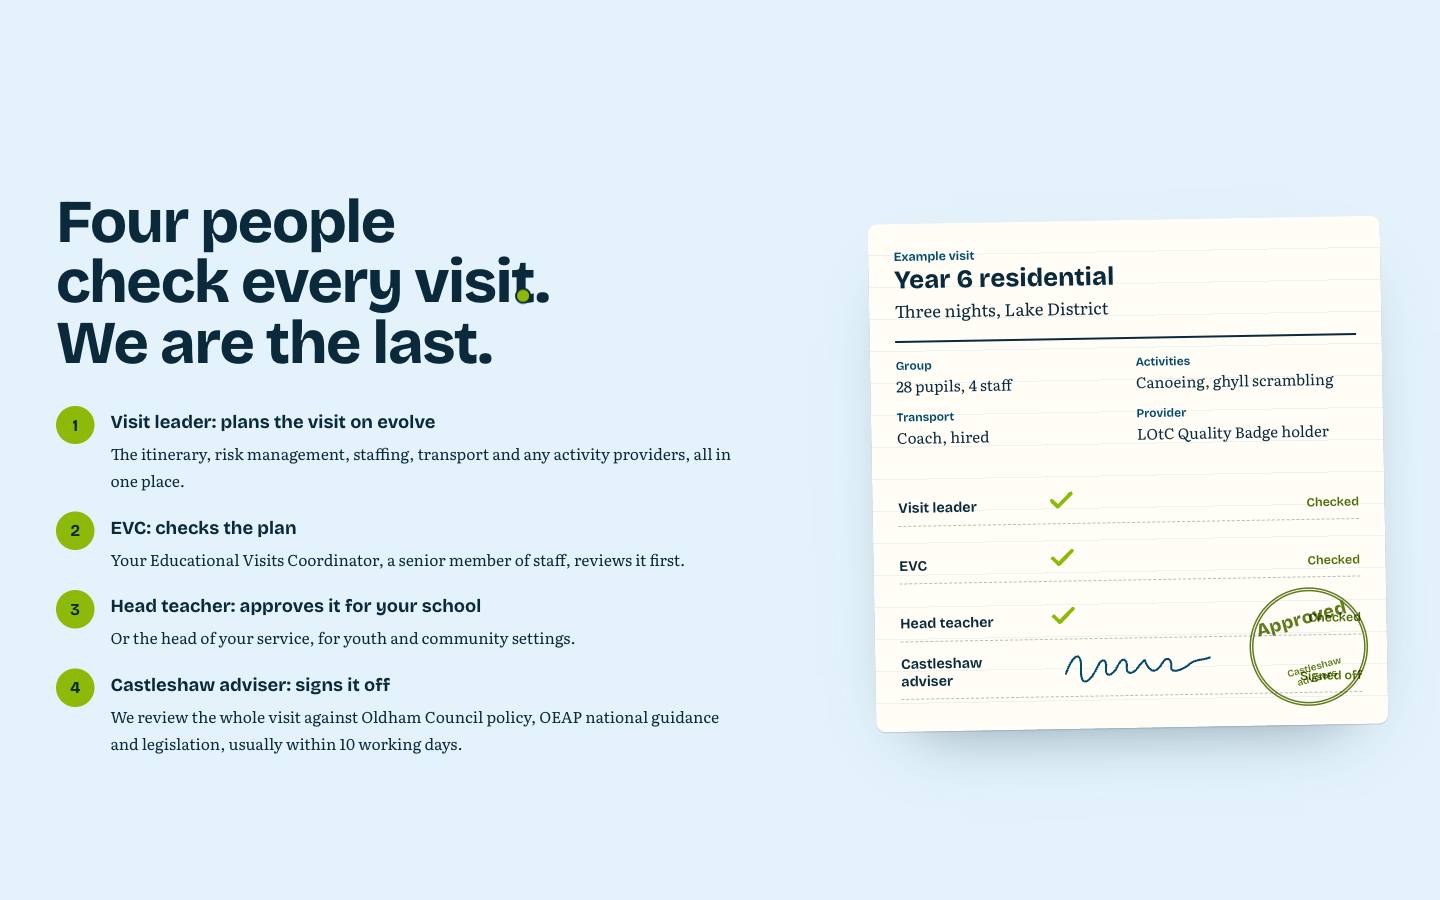 Four people
check every visit.
We are the last.
1
Visit leader: plans the visit on evolve
The itinerary, risk management, staffing, transport and any activity providers, all in
one place.
2
EVC: checks the plan
Your Educational Visits Coordinator, a senior member of staff, reviews it first.
3
Head teacher: approves it for your school
Or the head of your service, for youth and community settings.
4
Castleshaw adviser: signs it off
We review the whole visit against Oldham Council policy, OEAP national guidance
and legislation, usually within 10 working days.
Example visit
Year 6 residential
Three nights, Lake District
Group
28 pupils, 4 staff
Activities
Canoeing, ghyll scrambling
Transport
Coach, hired
Provider
LOtC Quality Badge holder
Visit leader
Checked
EVC
Checked
Head teacher
Checked
Castleshaw
adviser
Signed off
Approved
Castleshaw